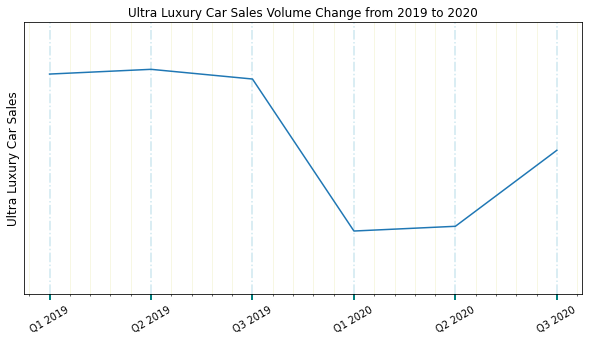 Ultra Luxury Car Sales Volume Change from 2019 to 2020
Ultra Luxury Car Sales
Q1 2019
Q2 2019
Q3 2019
Q1 2020
Q2 2020
Q3 2020